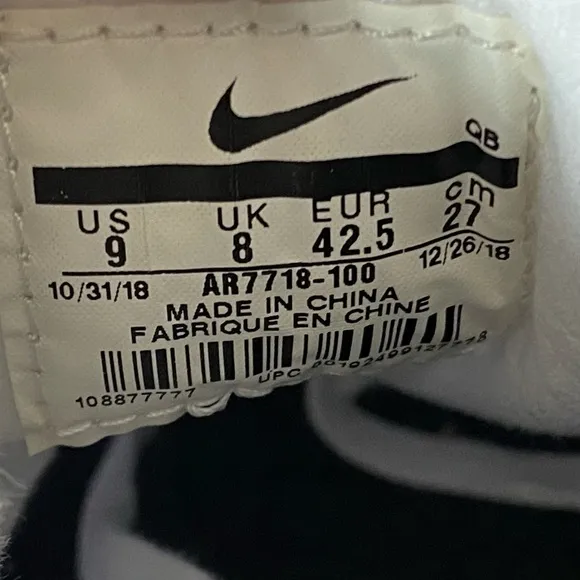 QB
US UK EUR cm
9 8 42.5 27
10/31/18 AR7718-100 12/26/18
MADE IN CHINA
FABRIQUE EN CHINE
108877777 UPC